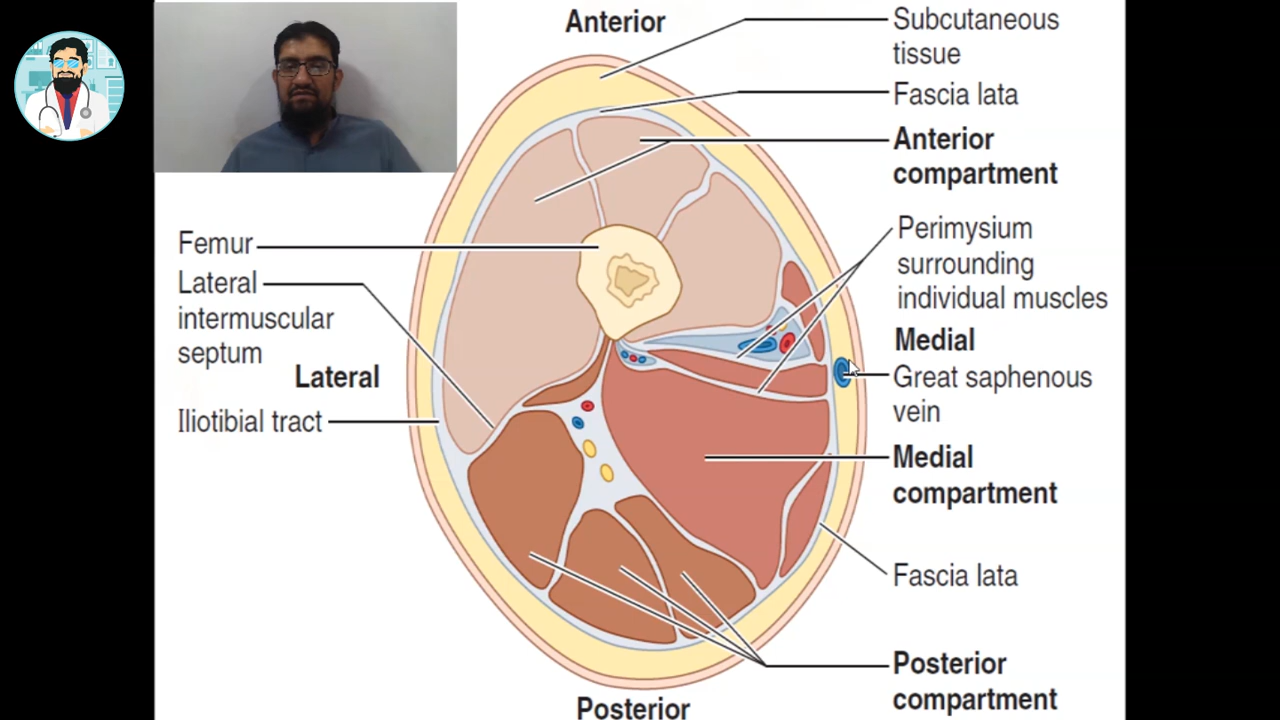 Anterior
Subcutaneous
tissue
Fascia lata
Anterior
compartment
Perimysium
surrounding
individual muscles
Medial
Great saphenous
vein
Medial
compartment
Fascia lata
Posterior
compartment
Femur
Lateral
intermuscular
septum
Lateral
Iliotibial tract
Posterior